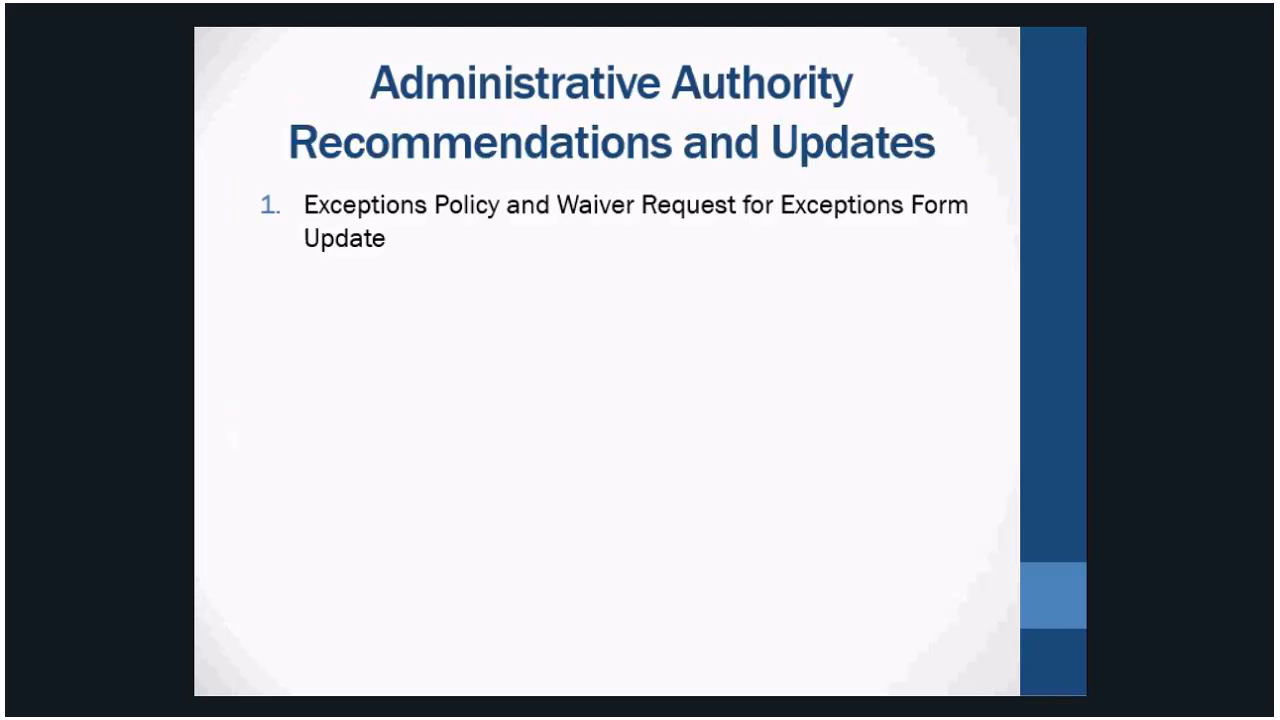 Administrative Authority
Recommendations and Updates
1. Exceptions Policy and Waiver Request for Exceptions Form
Update